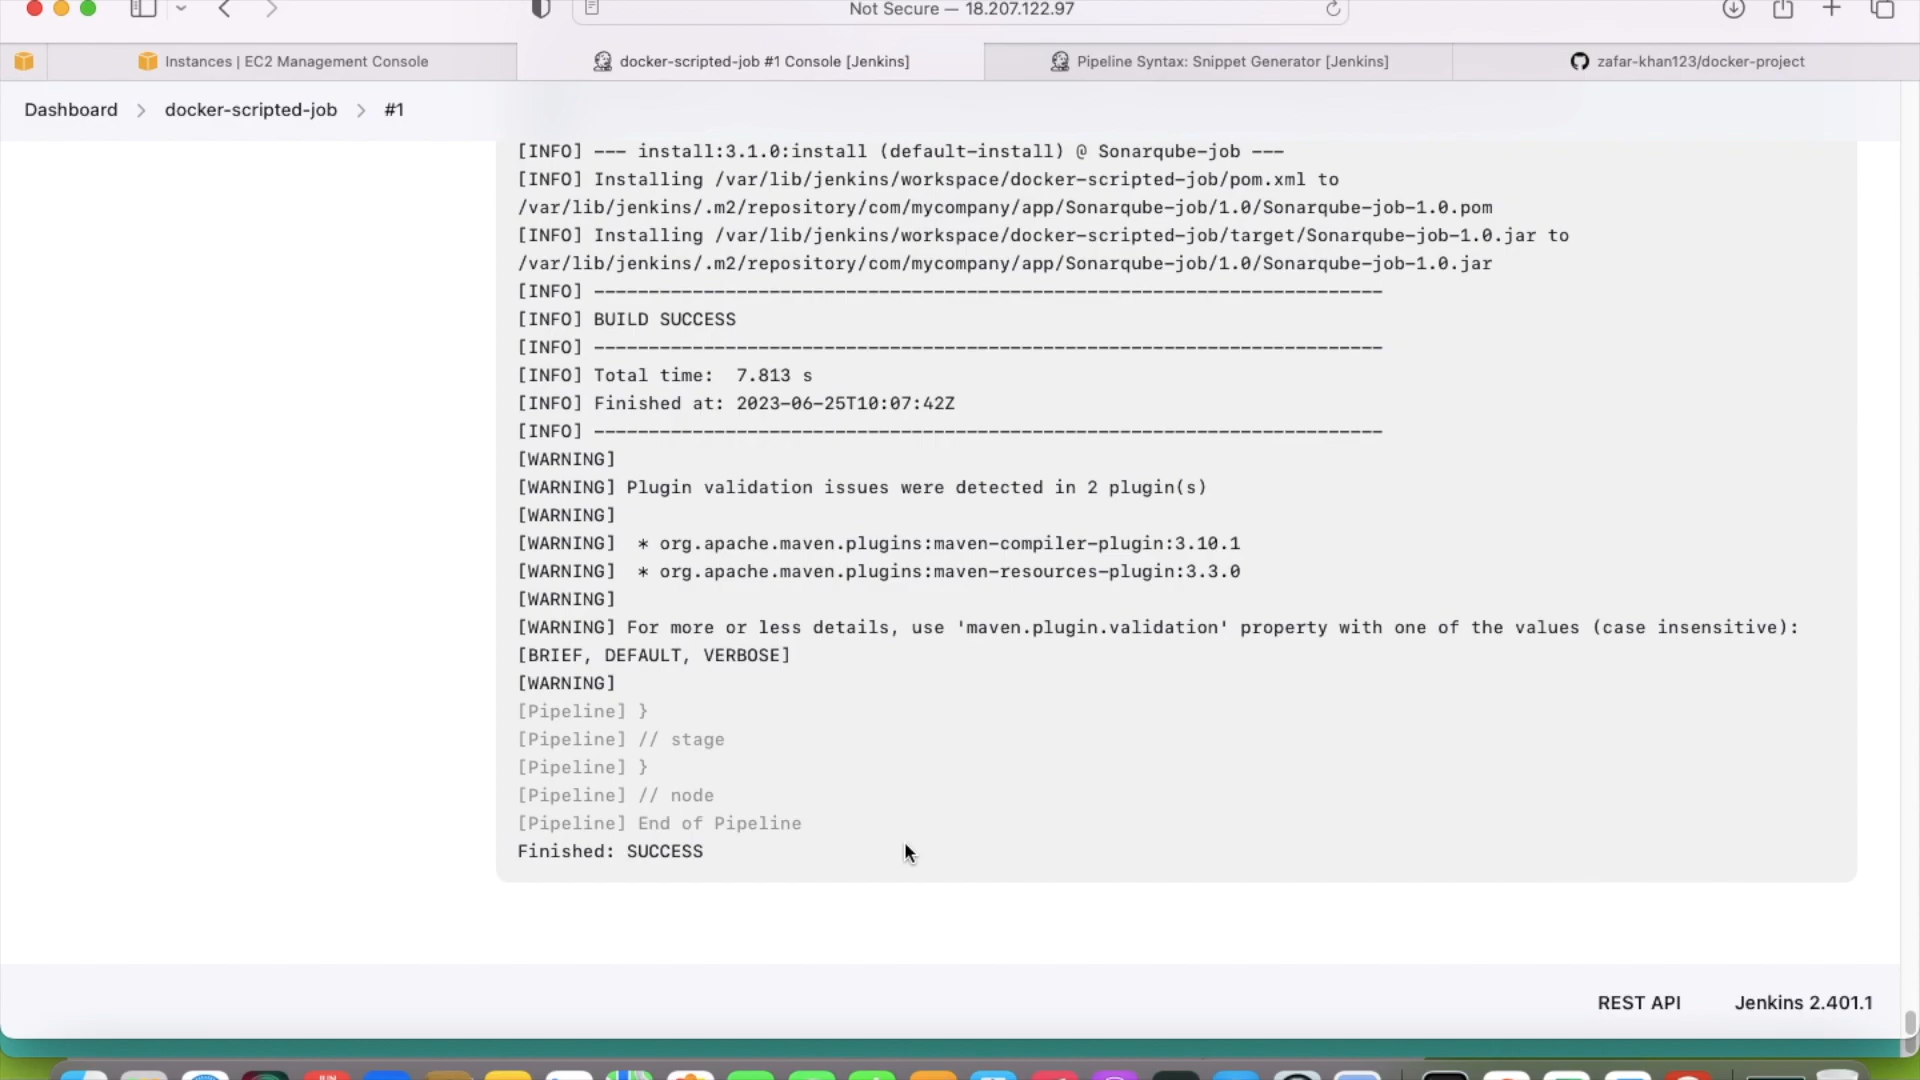 Not Secure — 18.207.122.97
Instances | EC2 Management Console
docker-scripted-job #1 Console [Jenkins]
Pipeline Syntax: Snippet Generator [Jenkins]
zafar-khan123/docker-project
Dashboard > docker-scripted-job > #1
[INFO] --- install:3.1.0:install (default-install) @ Sonarqube-job ---
[INFO] Installing /var/lib/jenkins/workspace/docker-scripted-job/pom.xml to
/var/lib/jenkins/.m2/repository/com/mycompany/app/Sonarqube-job/1.0/Sonarqube-job-1.0.pom
[INFO] Installing /var/lib/jenkins/workspace/docker-scripted-job/target/Sonarqube-job-1.0.jar to
/var/lib/jenkins/.m2/repository/com/mycompany/app/Sonarqube-job/1.0/Sonarqube-job-1.0.jar
[INFO] ------------------------------------------------------------------------
[INFO] BUILD SUCCESS
[INFO] ------------------------------------------------------------------------
[INFO] Total time:  7.813 s
[INFO] Finished at: 2023-06-25T10:07:42Z
[INFO] ------------------------------------------------------------------------
[WARNING]
[WARNING] Plugin validation issues were detected in 2 plugin(s)
[WARNING]
[WARNING]  * org.apache.maven.plugins:maven-compiler-plugin:3.10.1
[WARNING]  * org.apache.maven.plugins:maven-resources-plugin:3.3.0
[WARNING]
[WARNING] For more or less details, use 'maven.plugin.validation' property with one of the values (case insensitive):
[BRIEF, DEFAULT, VERBOSE]
[WARNING]
[Pipeline] }
[Pipeline] // stage
[Pipeline] }
[Pipeline] // node
[Pipeline] End of Pipeline
Finished: SUCCESS
REST API
Jenkins 2.401.1
JUN